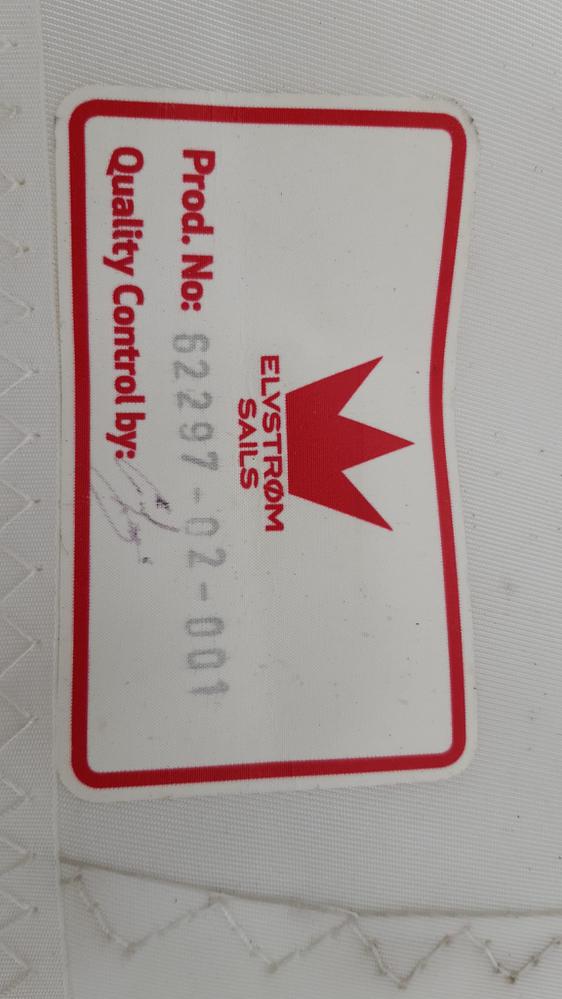 ELVSTRØM
SAILS
Prod. No: 62297-02-001
Quality Control by: